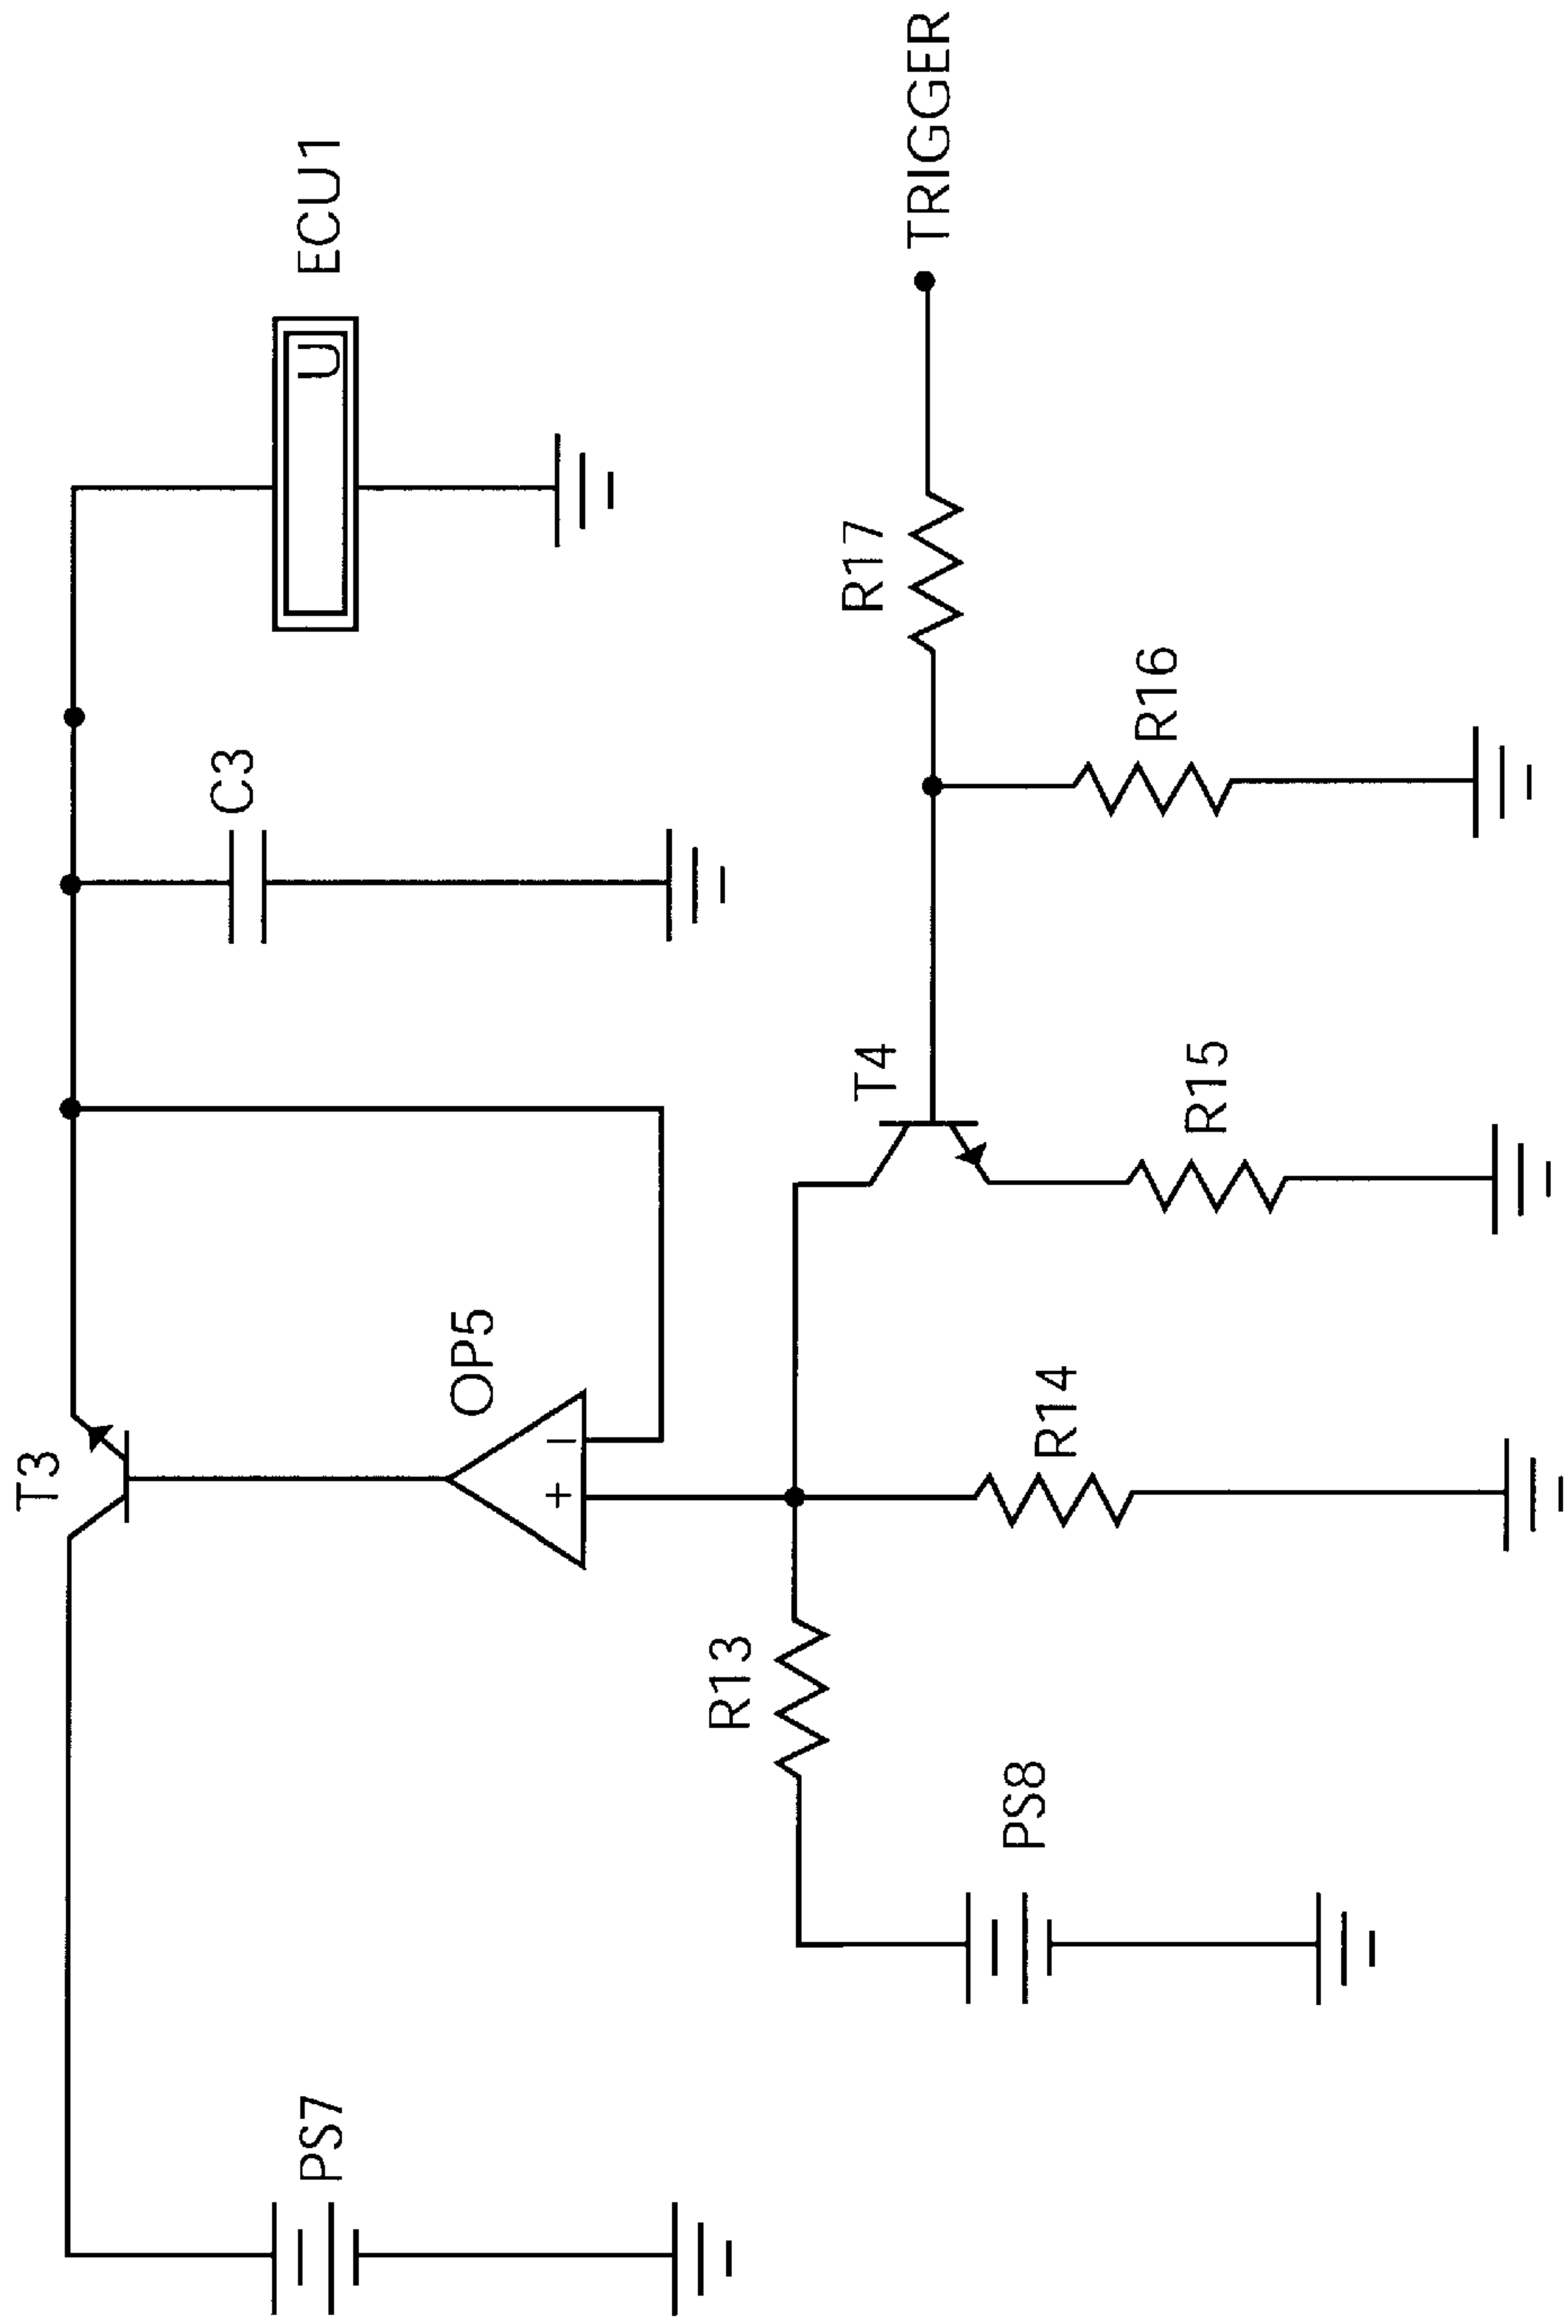 T3
ECU1
U
C3
OP5
+
−
PS7
T4
R17
TRIGGER
R13
R14
R15
R16
PS8